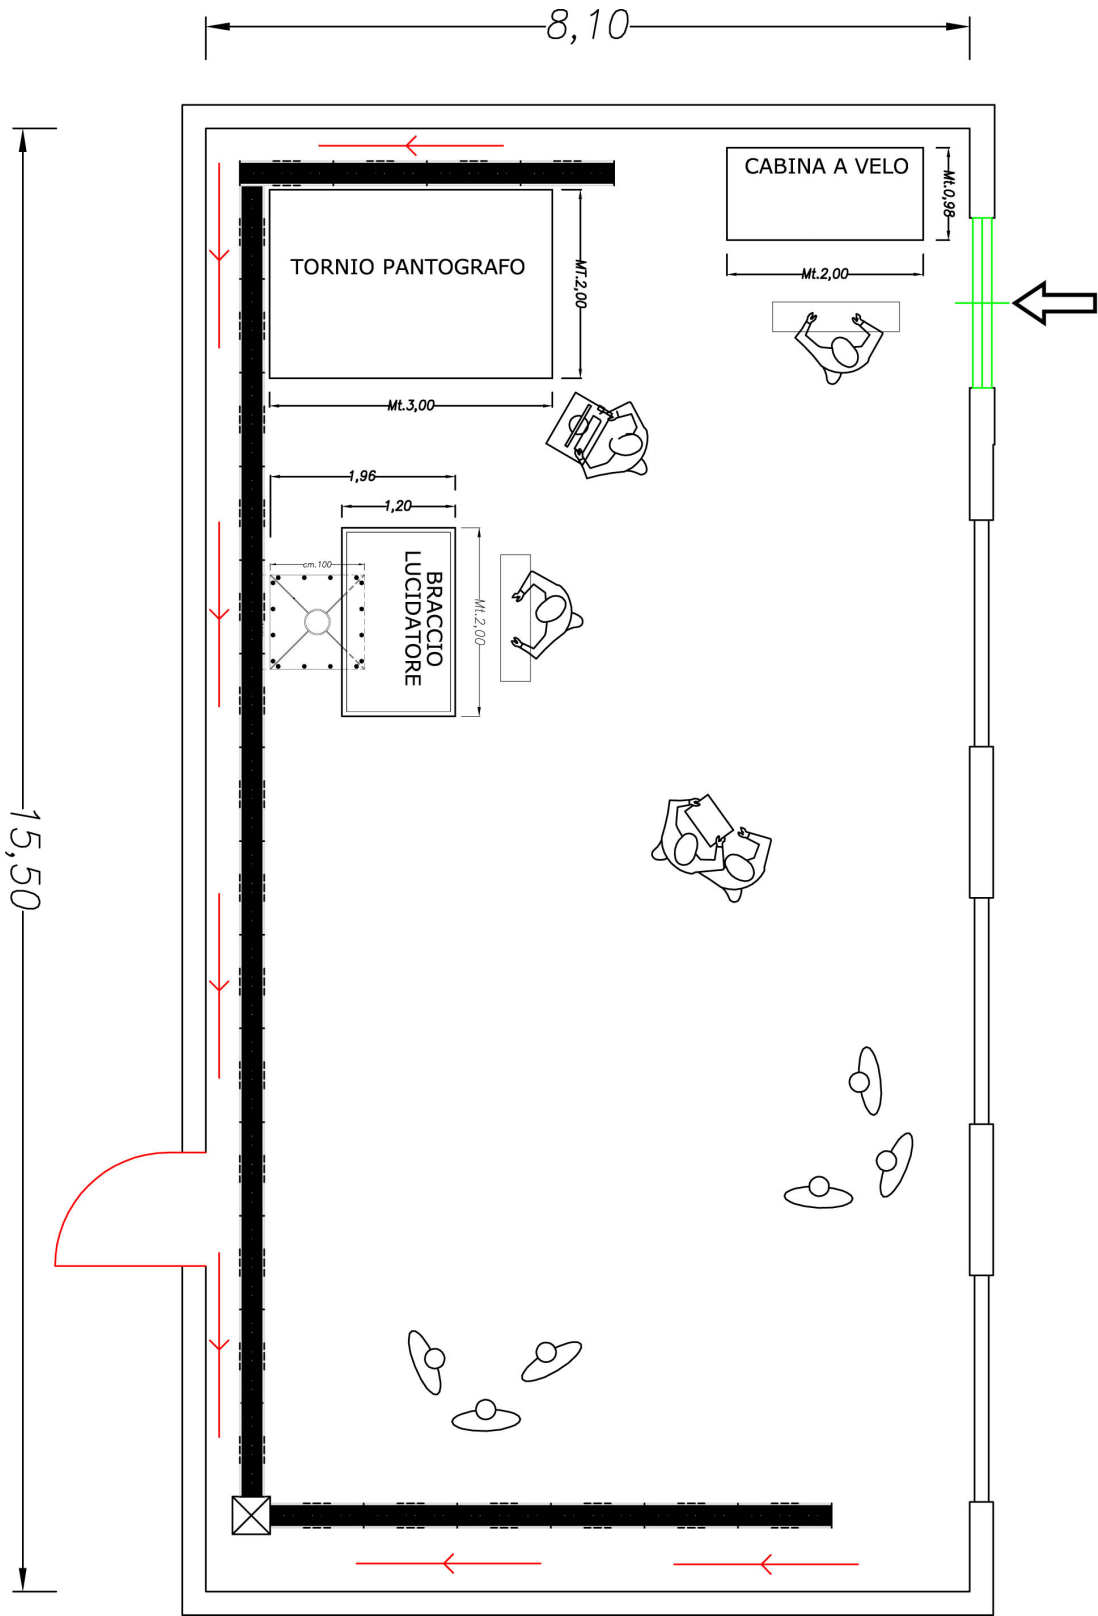 8,10
CABINA A VELO
Mt.0,98
TORNIO PANTOGRAFO
MT.2,00
Mt.2,00
Mt.3,00
1,96
1,20
cm.100
BRACCIO
LUCIDATORE
Mt.2,00
15,50